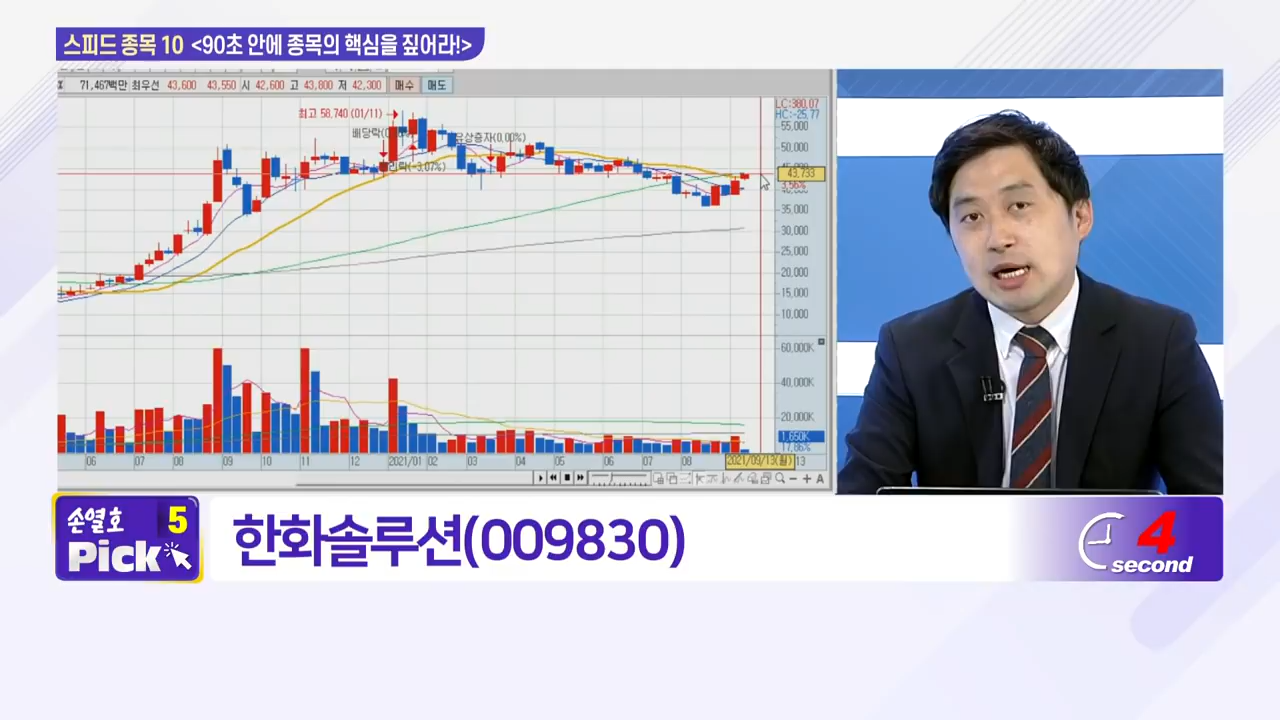 스피드 종목 10 <90초 안에 종목의 핵심을 짚어라!>
71,467백만 최우선 43,600 43,550 시 42,600 고 43,800 저 42,300 매수 매도
LC:380.07
HC:-25.77
최고 58,740 (01/11)
유상증자(0.00%)
(-3.07%)
55,000
50,000
43,733
3.56%
35,000
30,000
25,000
20,000
15,000
10,000
60,000K
40,000K
20,000K
1,650K
17.86%
06 07 08 09 10 11 12 2021/01 02 03 04 05 06 07 08 2021/09/13(월) 13
A
손열호 5
Pick
한화솔루션(009830)
4
second